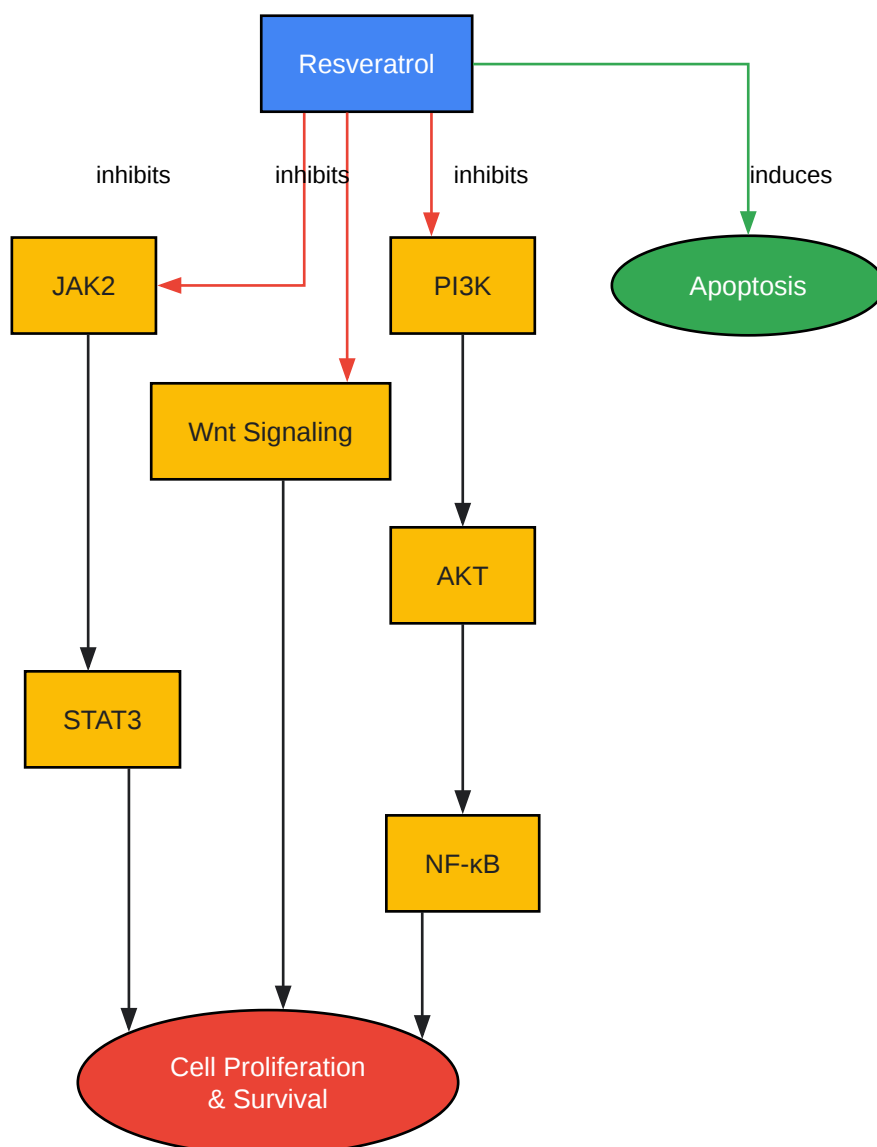 Resveratrol
inhibits
inhibits
inhibits
induces
JAK2
PI3K
Apoptosis
Wnt Signaling
AKT
STAT3
NF-κB
Cell Proliferation
& Survival